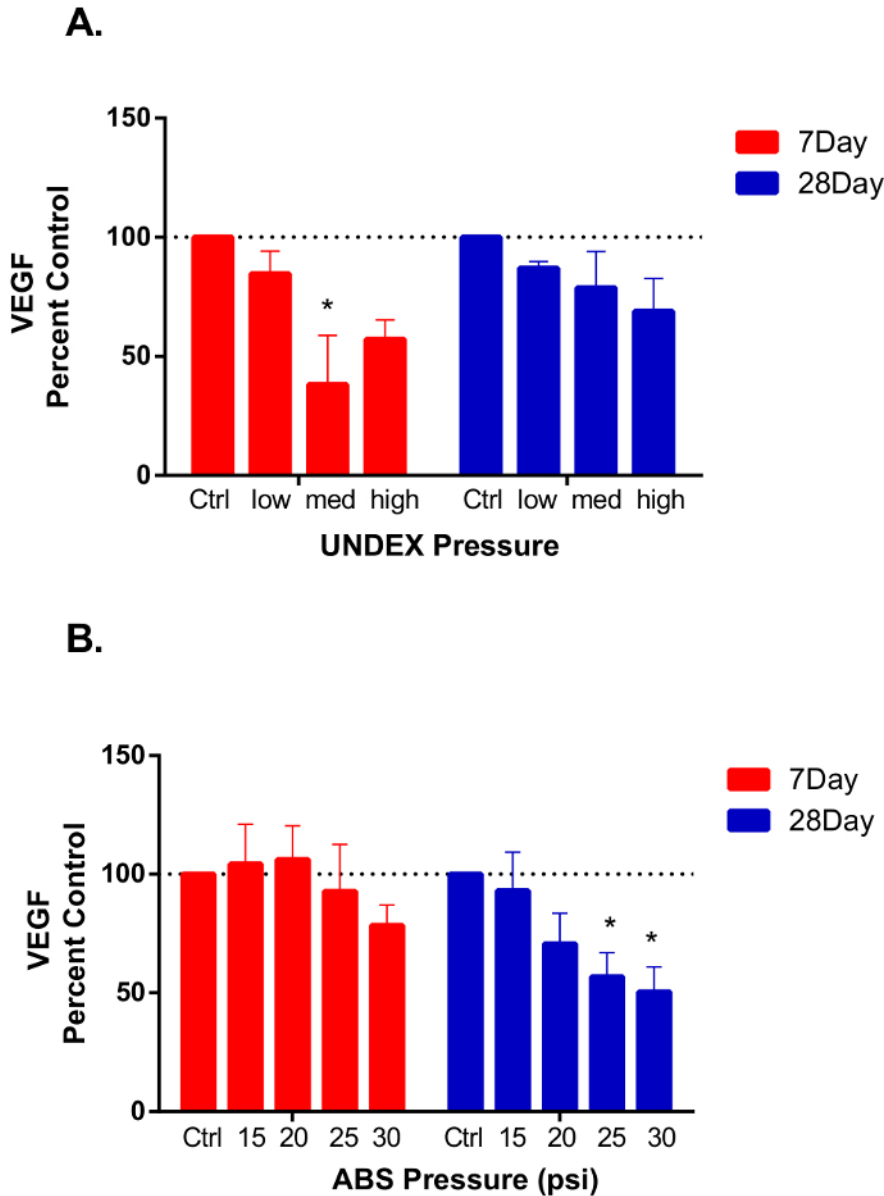 A.
150
100
50
0
VEGF
Percent Control
*
7Day
28Day
Ctrl low med high Ctrl low med high
UNDEX Pressure
B.
150
100
50
0
VEGF
Percent Control
* *
7Day
28Day
Ctrl 15 20 25 30 Ctrl 15 20 25 30
ABS Pressure (psi)